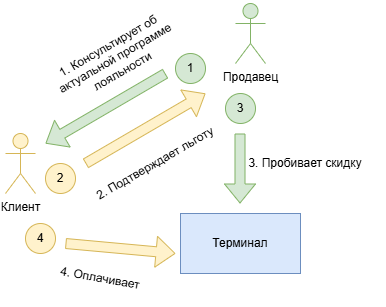 1. Консультирует об
актуальной программе
лояльности
1
Продавец
3
2. Подтверждает льготу
3. Пробивает скидку
2
Клиент
4
Терминал
4. Оплачивает